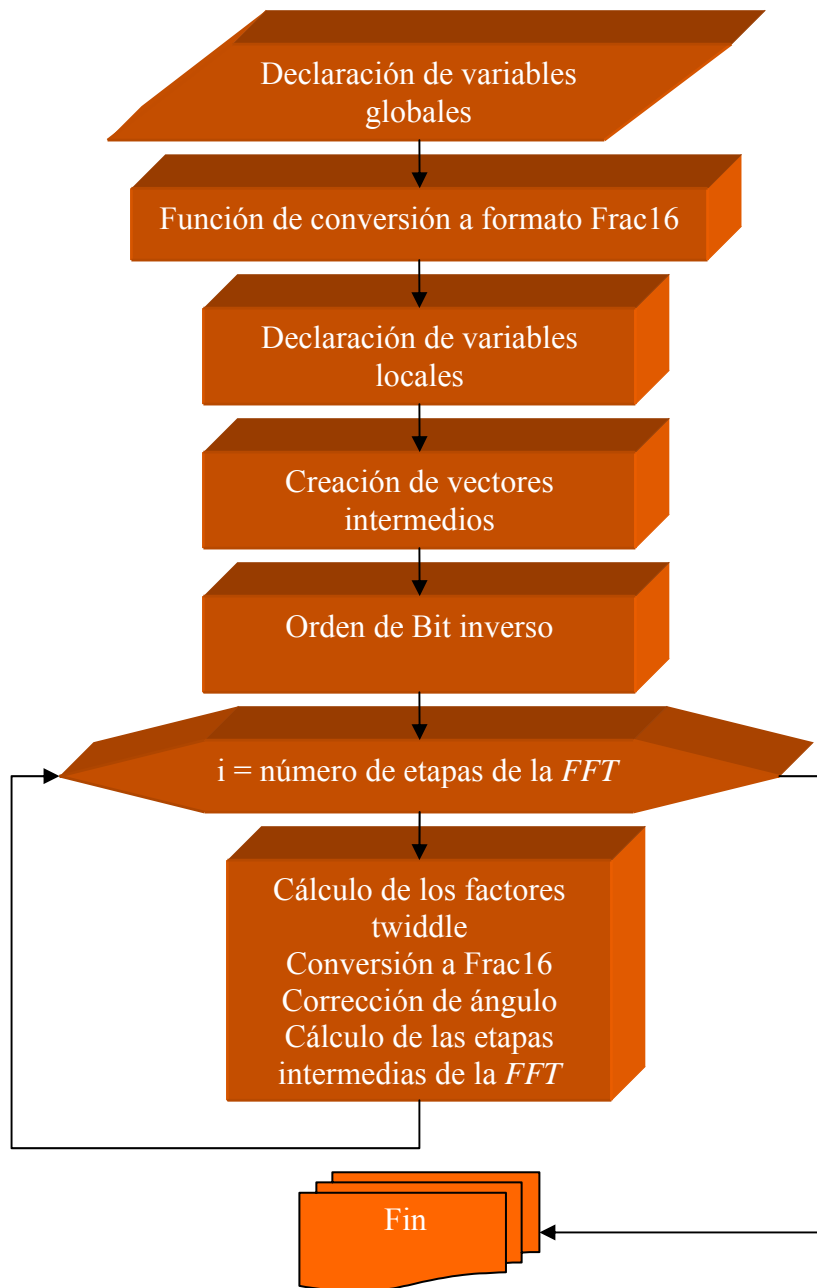 Declaración de variables
globales
Función de conversión a formato Frac16
Declaración de variables
locales
Creación de vectores
intermedios
Orden de Bit inverso
i = número de etapas de la FFT
Cálculo de los factores
twiddle
Conversión a Frac16
Corrección de ángulo
Cálculo de las etapas
intermedias de la FFT
Fin